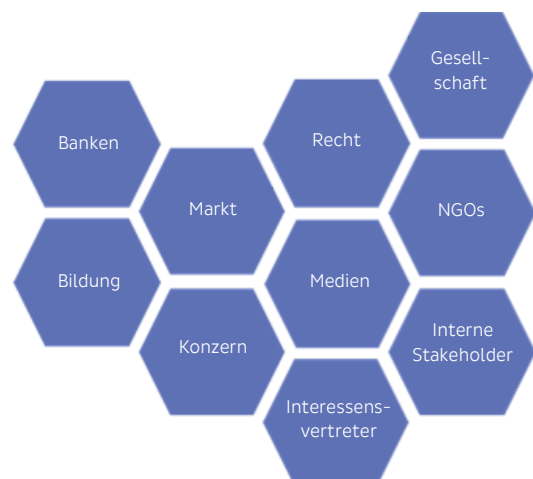 Gesell-
schaft
Banken
Recht
Markt
NGOs
Bildung
Medien
Konzern
Interne
Stakeholder
Interessens-
vertreter